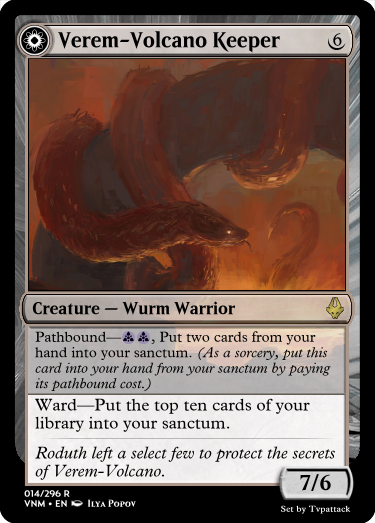 Verem-Volcano Keeper 6
Creature — Wurm Warrior
Pathbound—, Put two cards from your
hand into your sanctum. (As a sorcery, put this
card into your hand from your sanctum by paying
its pathbound cost.)
Ward—Put the top ten cards of your
library into your sanctum.
Roduth left a select few to protect the secrets
of Verem-Volcano.
7/6
014/296 R
VNM • EN Ilya Popov
Set by Tvpattack